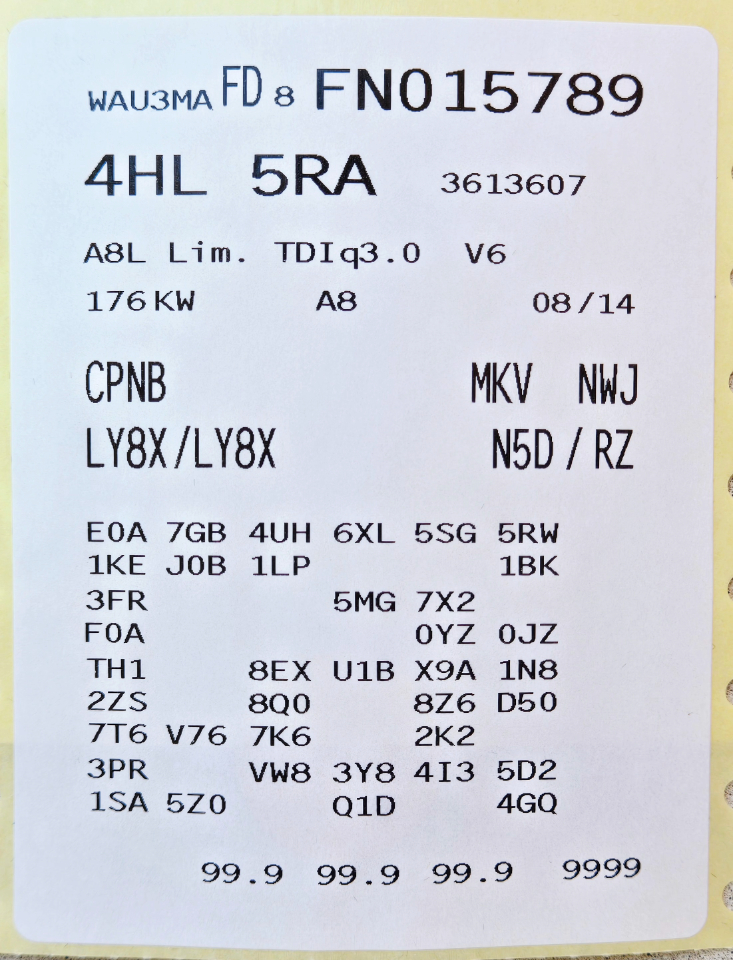 WAU3MA FD 8 FN015789
4HL 5RA 3613607
A8L Lim. TDIq3.0 V6
176KW A8 08/14
CPNB MKV NWJ
LY8X/LY8X N5D / RZ
E0A 7GB 4UH 6XL 5SG 5RW
1KE J0B 1LP 1BK
3FR 5MG 7X2
F0A 0YZ 0JZ
TH1 8EX U1B X9A 1N8
2ZS 8Q0 8Z6 D50
7T6 V76 7K6 2K2
3PR VW8 3Y8 4I3 5D2
1SA 5Z0 Q1D 4GQ
99.9 99.9 99.9 9999